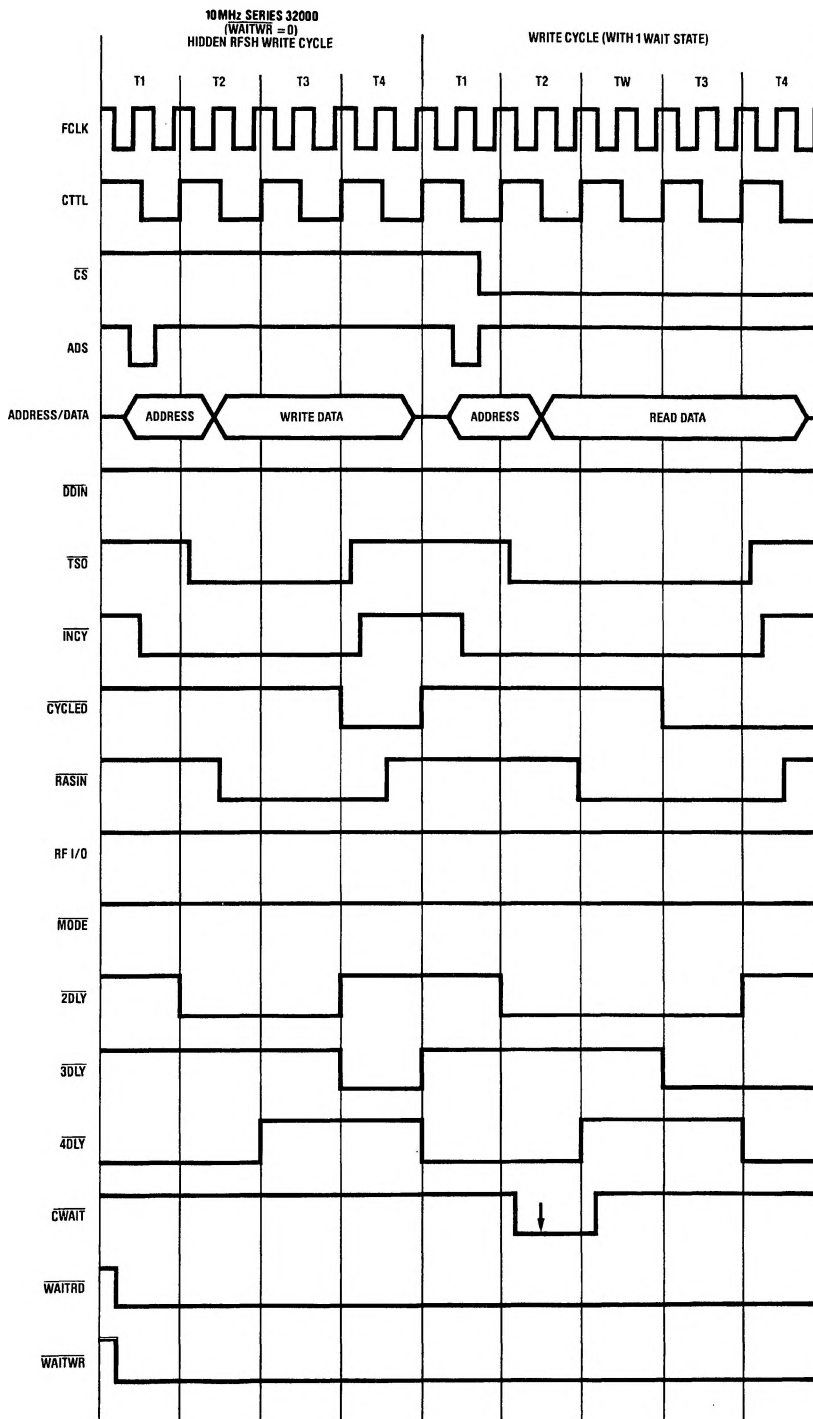 10MHz SERIES 32000
(WAITWR = 0)
HIDDEN RFSH WRITE CYCLE
WRITE CYCLE (WITH 1 WAIT STATE)
T1 T2 T3 T4 T1 T2 TW T3 T4
FCLK
CTTL
CS
ADS
ADDRESS/DATA ADDRESS WRITE DATA ADDRESS READ DATA
DDIN
TSO
INCY
CYCLED
RASIN
RF I/O
MODE
2DLY
3DLY
4DLY
CWAIT
WAITRD
WAITWR